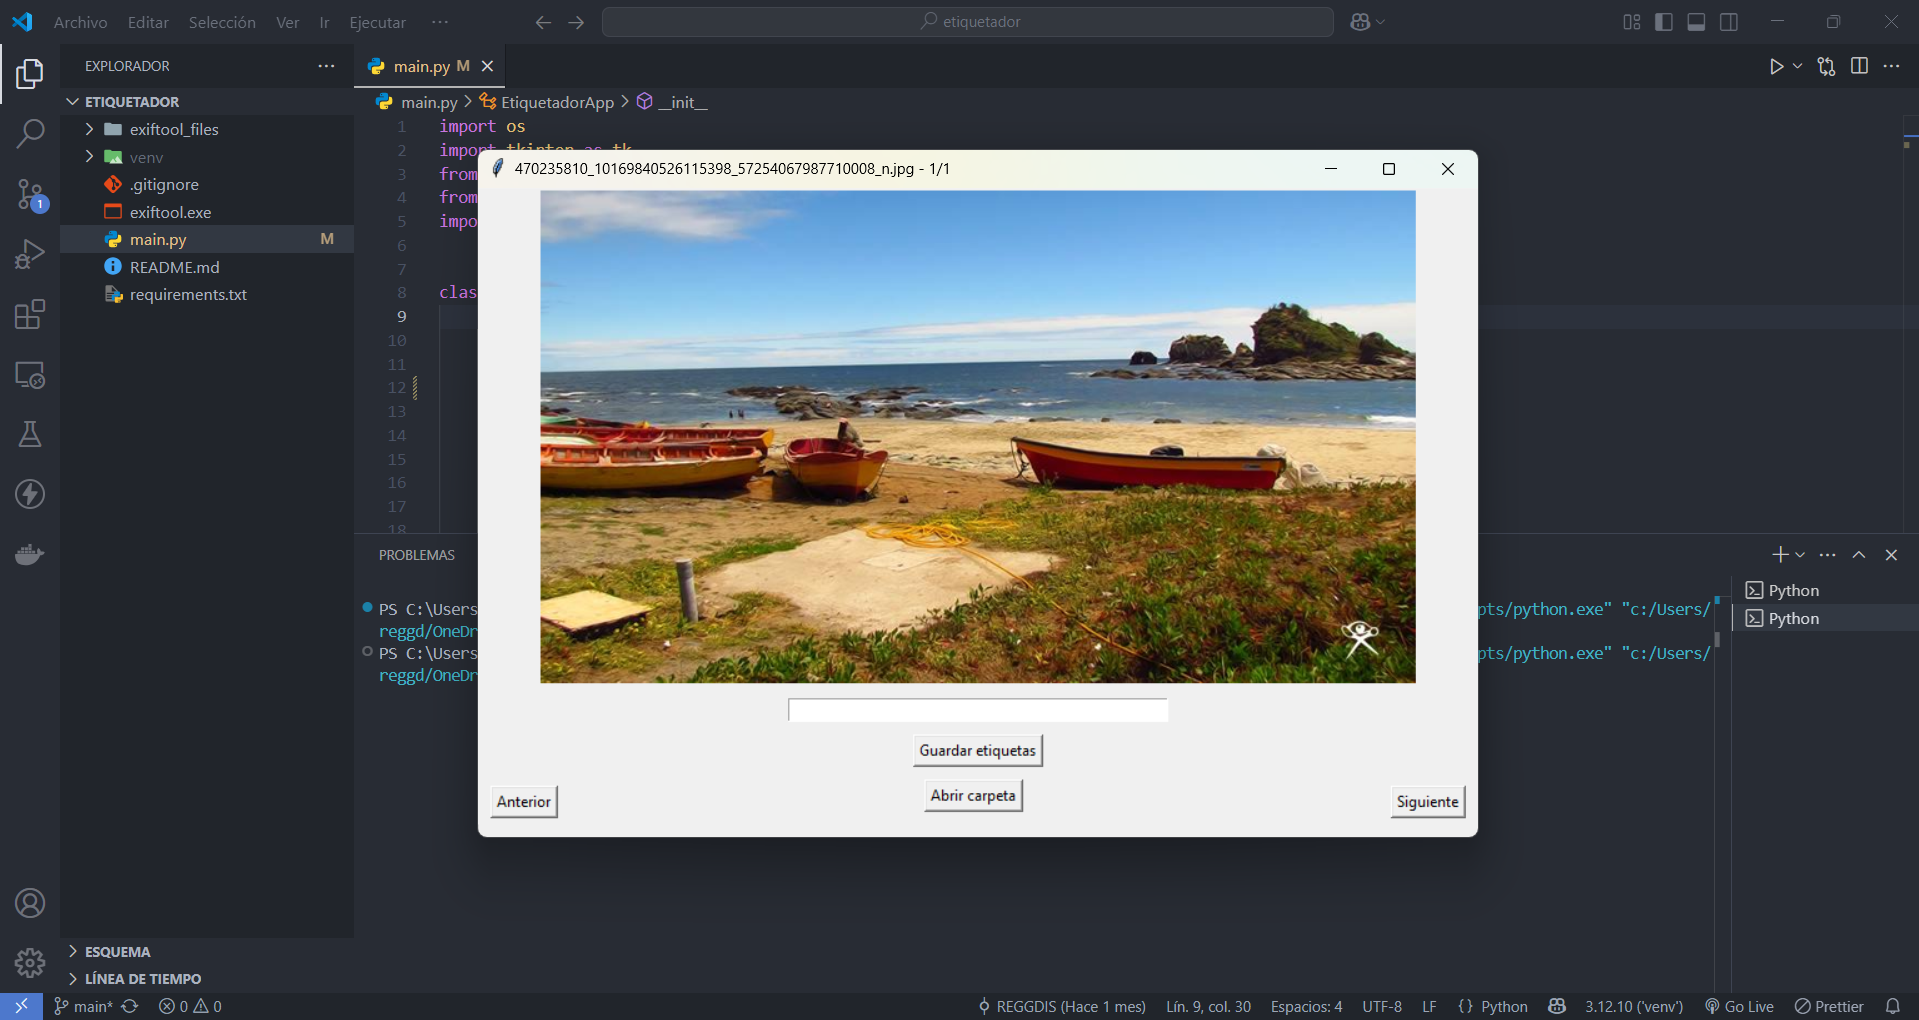 Archivo Editar Selección Ver Ir Ejecutar ··· etiquetador
EXPLORADOR ···
ETIQUETADOR
exiftool_files
venv
.gitignore
exiftool.exe
main.py M
README.md
requirements.txt
ESQUEMA
LÍNEA DE TIEMPO
1
main.py M
main.py > EtiquetadorApp > __init__
1 import os
2 import tkinter as tk
3 from
4 from
5 impo
6
7
8 clas
9
10
11
12
13
14
15
16
17
18
470235810_10169840526115398_57254067987710008_n.jpg - 1/1
Guardar etiquetas
Abrir carpeta
Anterior
Siguiente
PROBLEMAS
PS C:\Users pts/python.exe" "c:/Users/
reggd/OneDr
PS C:\Users pts/python.exe" "c:/Users/
reggd/OneDr
Python
Python
main* 0 0 REGGDIS (Hace 1 mes) Lín. 9, col. 30 Espacios: 4 UTF-8 LF {} Python 3.12.10 ('venv') Go Live Prettier